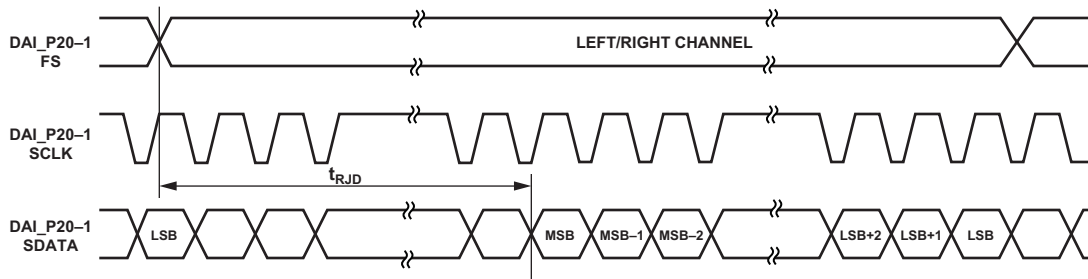 DAI_P20–1
FS
LEFT/RIGHT CHANNEL
DAI_P20–1
SCLK
tRJD
DAI_P20–1
SDATA
LSB
MSB
MSB–1
MSB–2
LSB+2
LSB+1
LSB